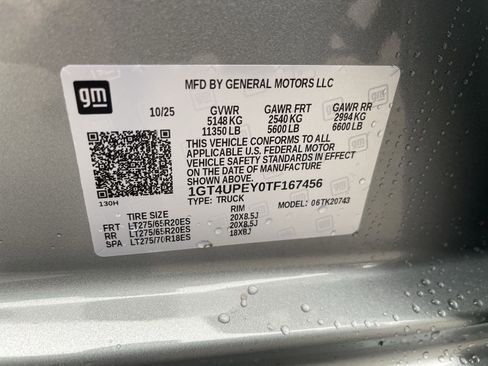 gm
MFD BY GENERAL MOTORS LLC
10/25 GVWR GAWR FRT GAWR RR
5148 KG 2540 KG 2994 KG
11350 LB 5600 LB 6600 LB
THIS VEHICLE CONFORMS TO ALL
APPLICABLE U.S. FEDERAL MOTOR
VEHICLE SAFETY STANDARDS IN EFFECT
ON THE DATE OF MANUFACTURE
SHOWN ABOVE.
1GT4UPEY0TF167456
TYPE: TRUCK MODEL: 06TK20743
130H
TIRE SIZE RIM
FRT LT275/65R20ES 20X8.5J
RR LT275/65R20ES 20X8.5J
SPA LT275/70R18ES 18X8J